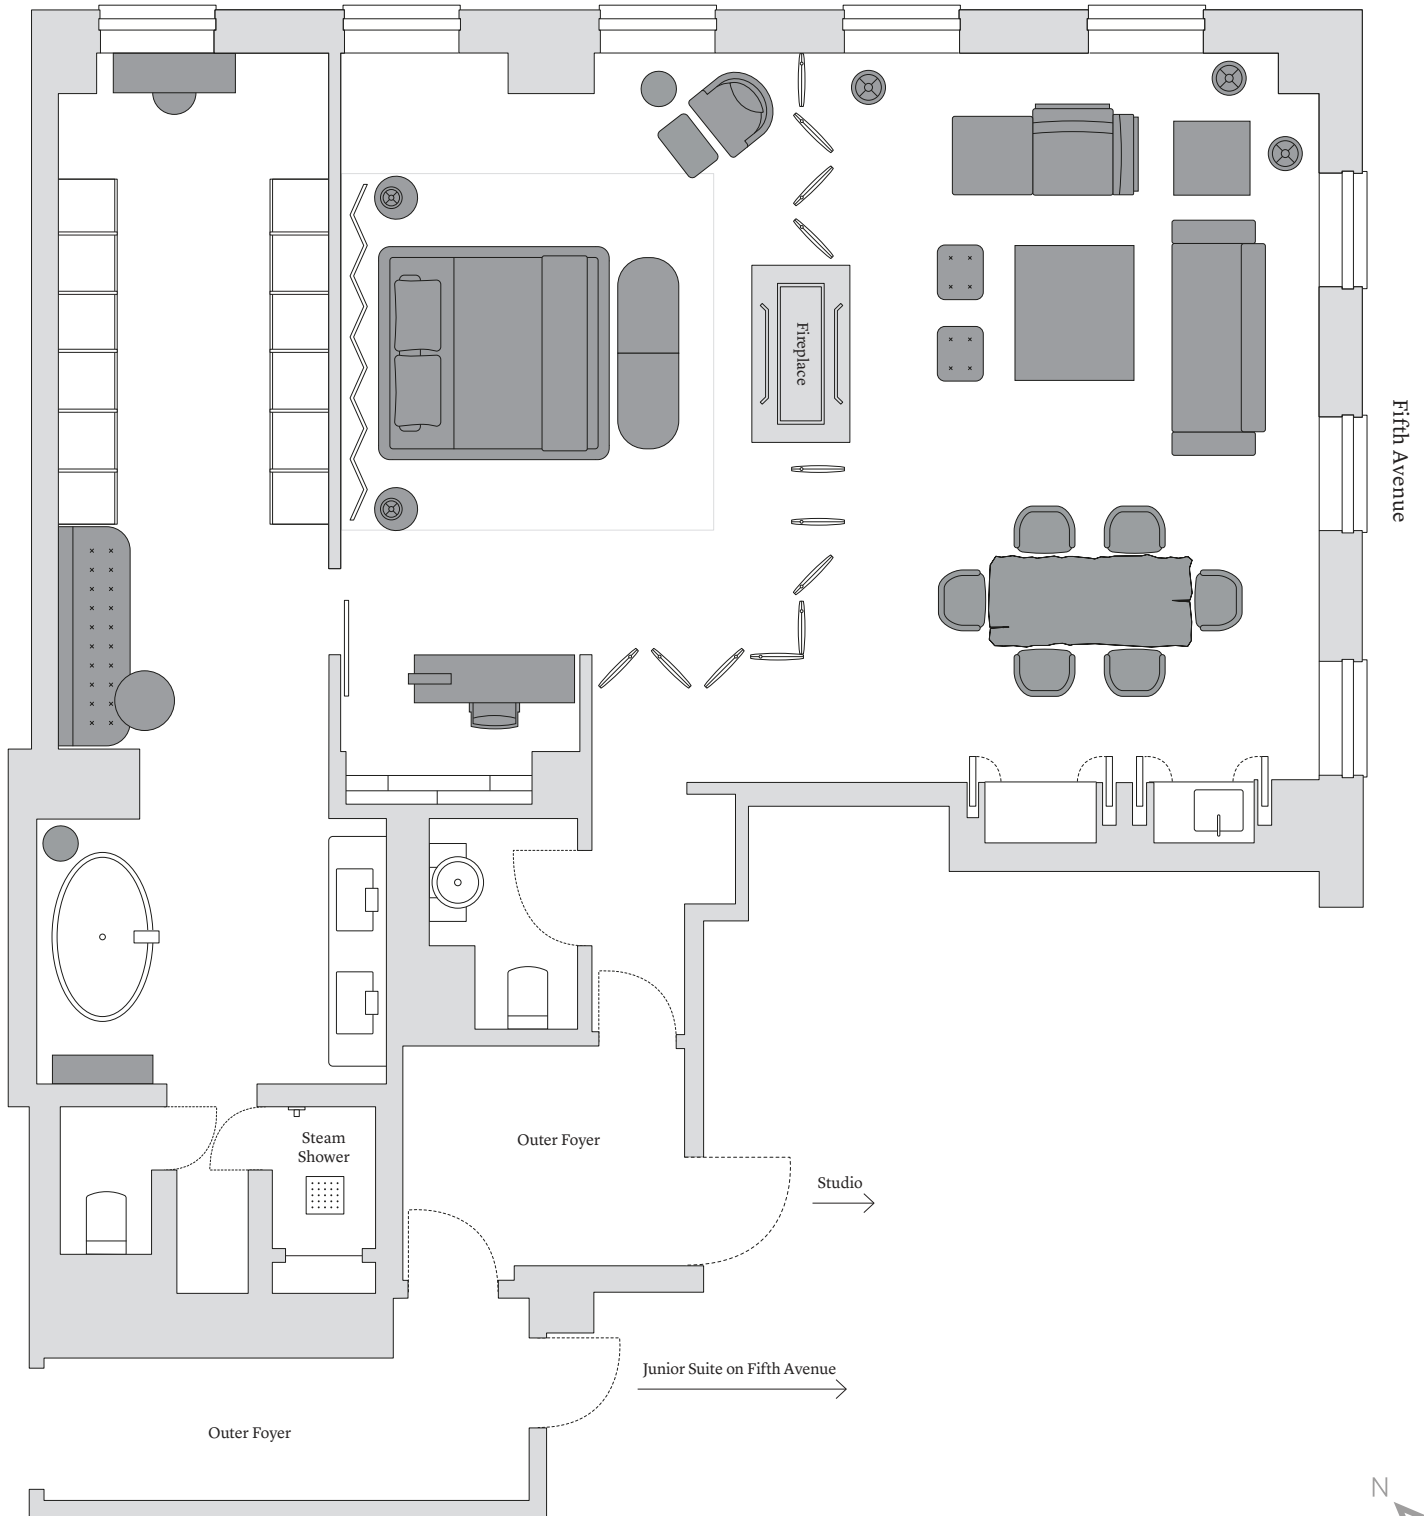 Fireplace
Fifth Avenue
Steam
Shower
Outer Foyer
Studio
Junior Suite on Fifth Avenue
Outer Foyer
N